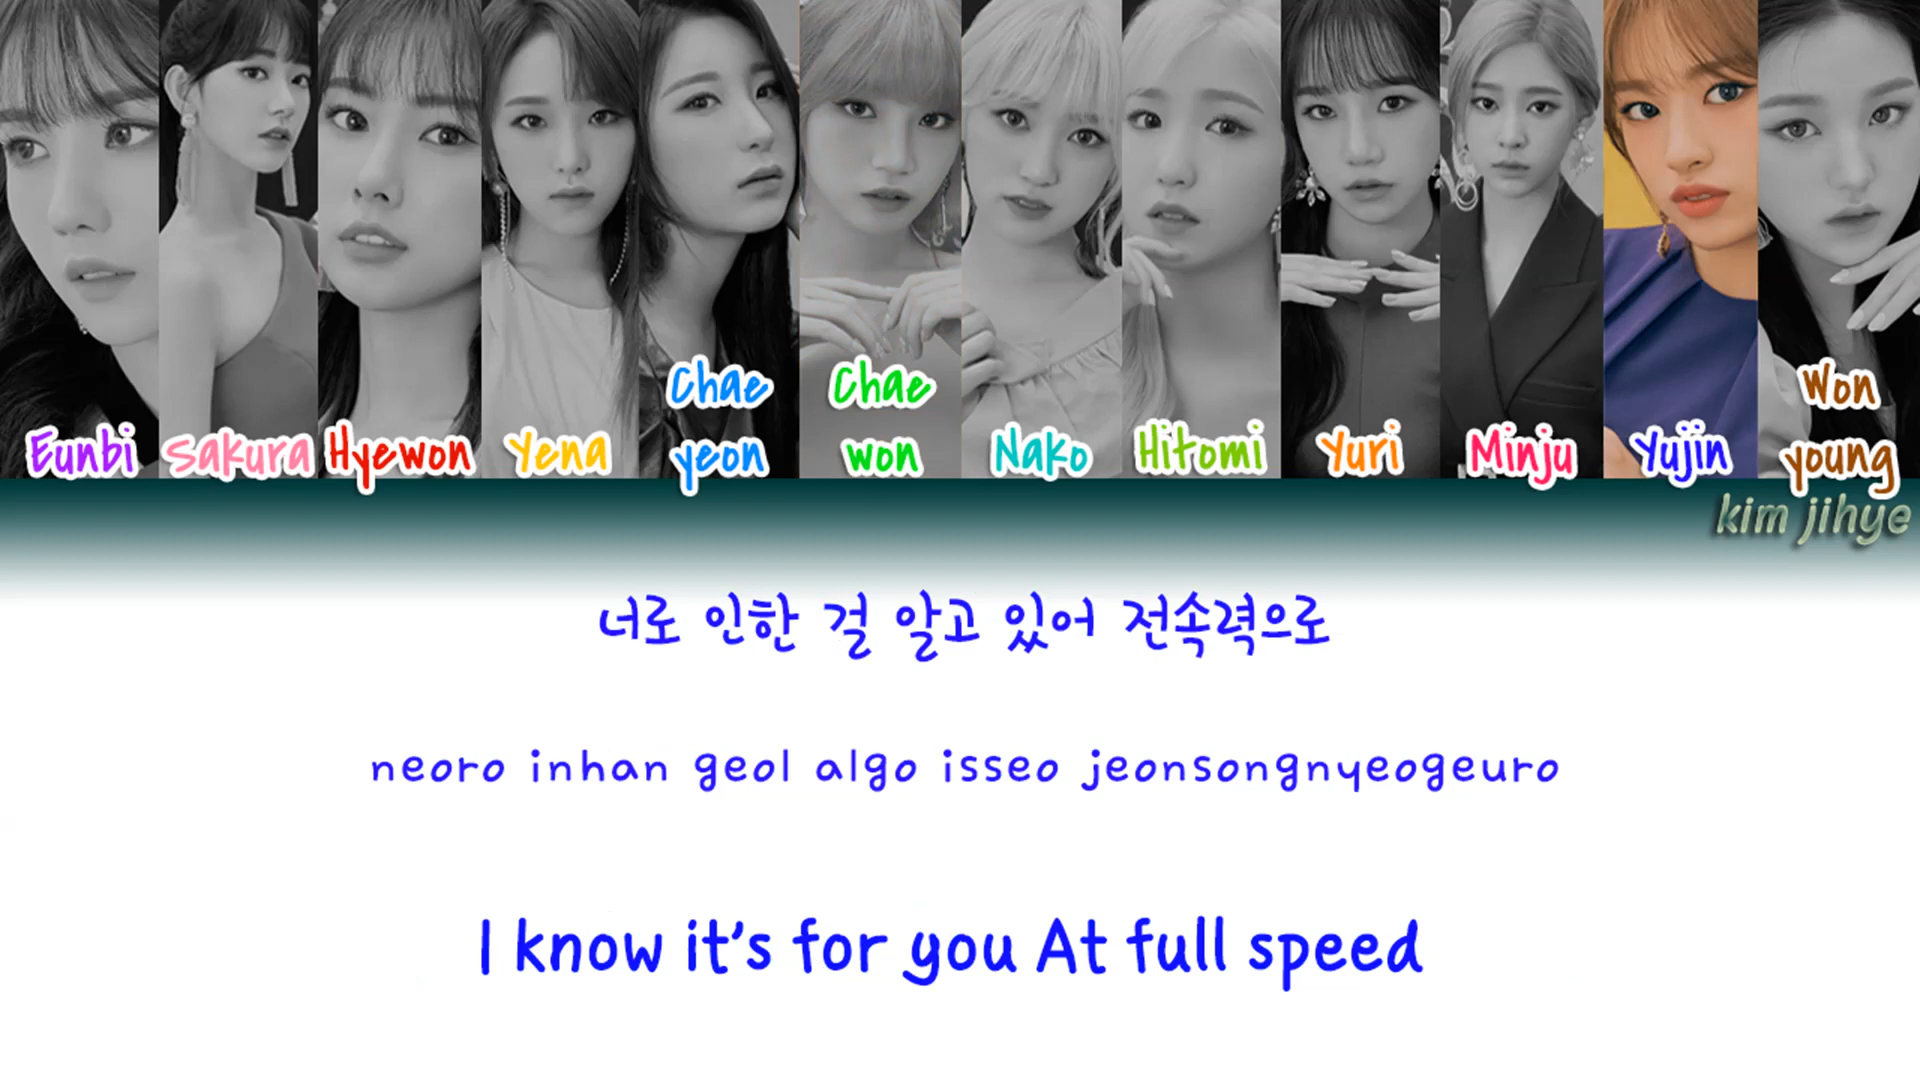 Eunbi
Sakura
Hyewon
Yena
Chae
yeon
Chae
won
Nako
Hitomi
Yuri
Minju
Yujin
Won
young
kim jihye
너로 인한 걸 알고 있어 전속력으로
neoro inhan geol algo isseo jeonsongnyeogeuro
I know it's for you At full speed